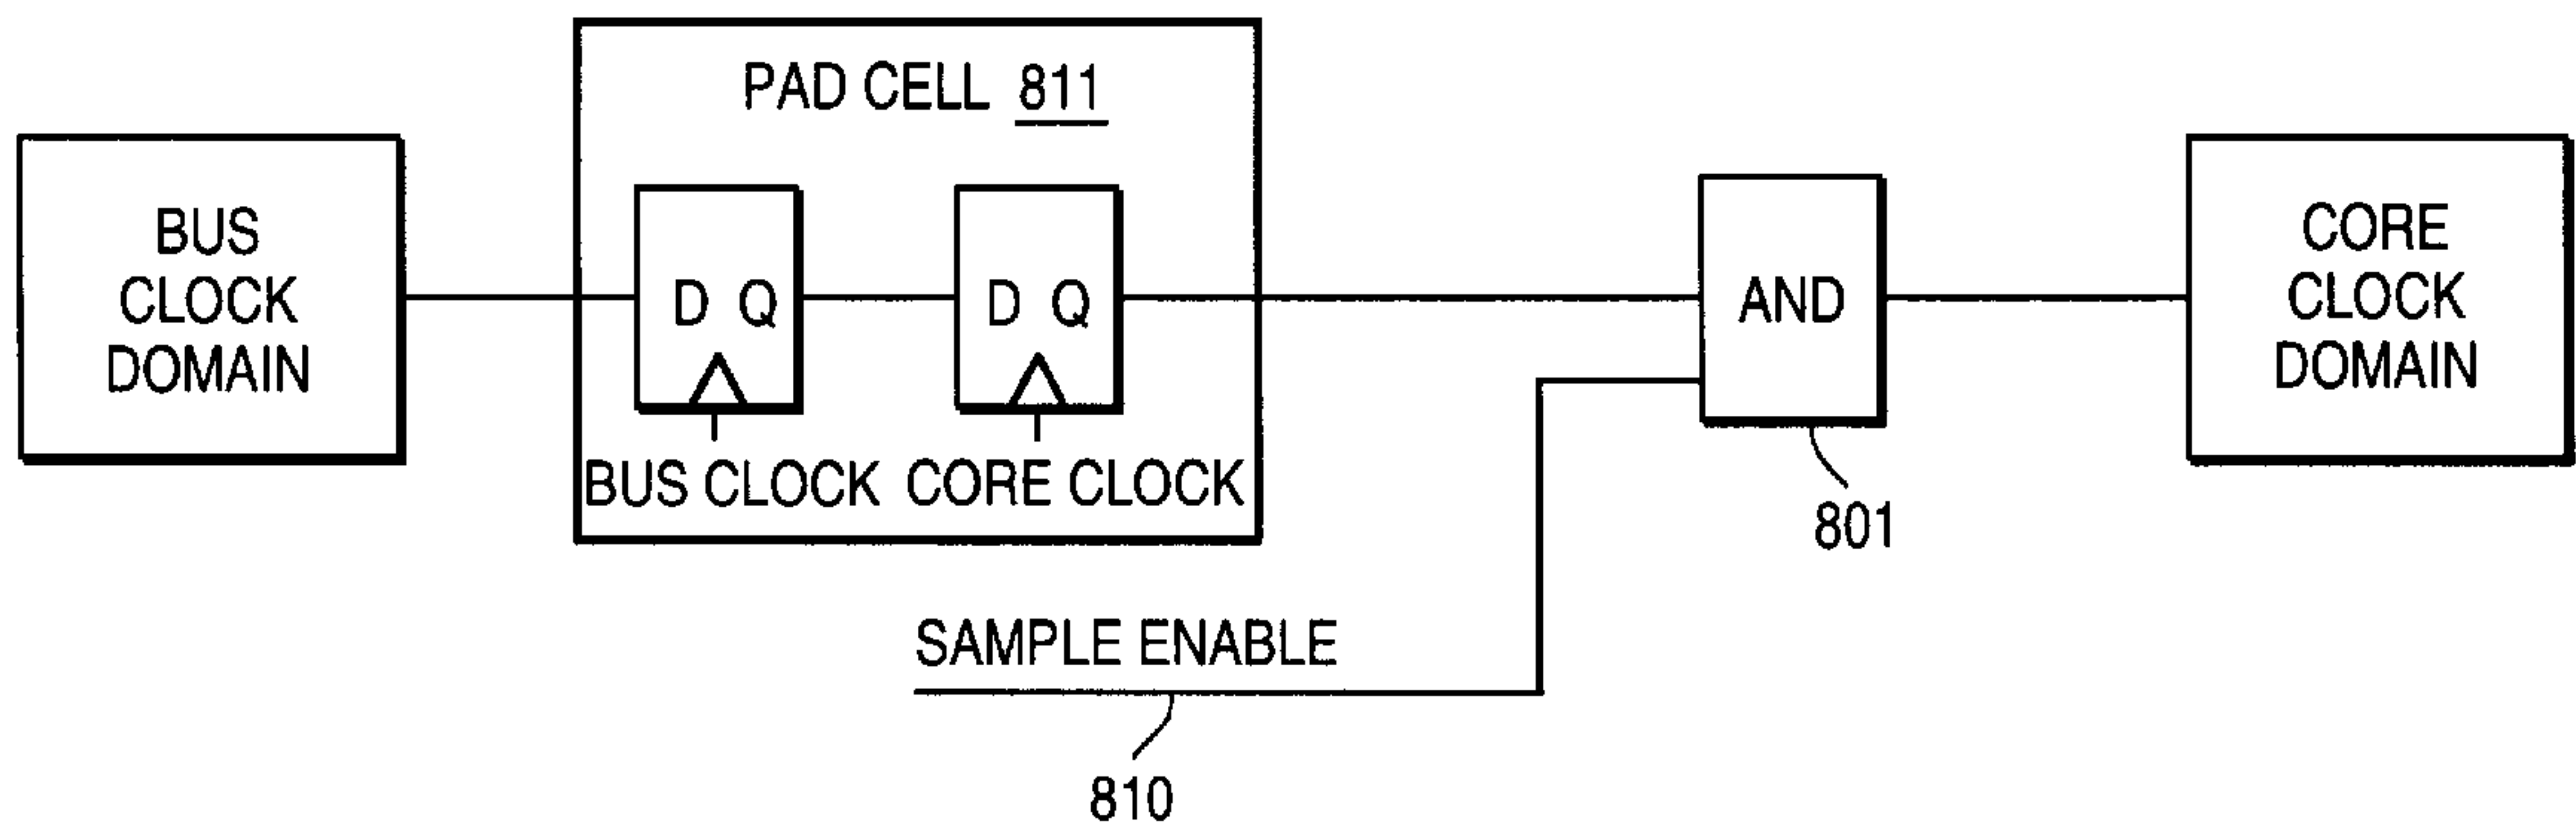 PAD CELL 811
BUS
CLOCK
DOMAIN
D Q
D Q
BUS CLOCK
CORE CLOCK
AND
801
CORE
CLOCK
DOMAIN
SAMPLE ENABLE
810